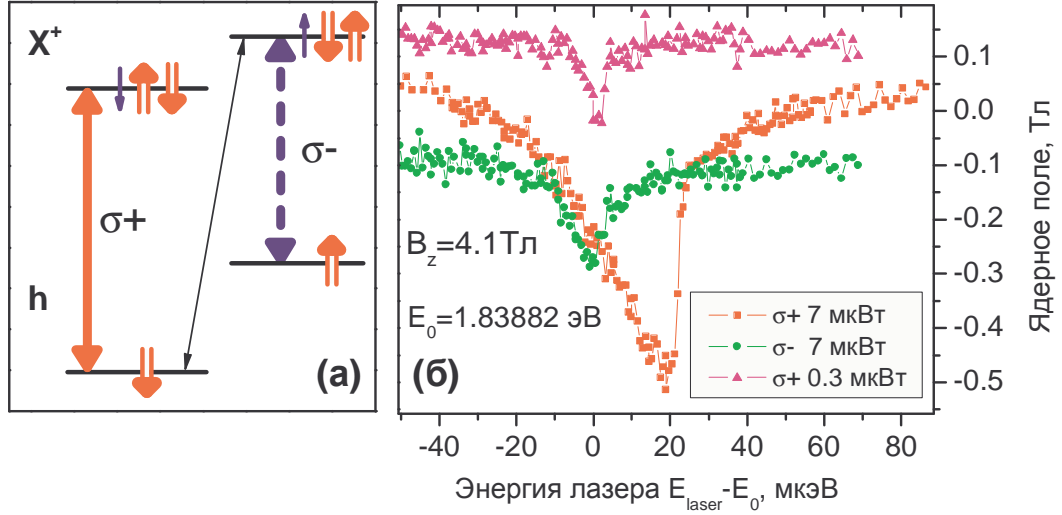 X⁺
σ+
σ-
h
(а)
(б)
B_z=4.1Тл
E_0=1.83882 эВ
σ+ 7 мкВт
σ- 7 мкВт
σ+ 0.3 мкВт
0.1
0.0
-0.1
-0.2
-0.3
-0.4
-0.5
Ядерное поле, Тл
-40 -20 0 20 40 60 80
Энергия лазера E_laser-E_0, мкэВ